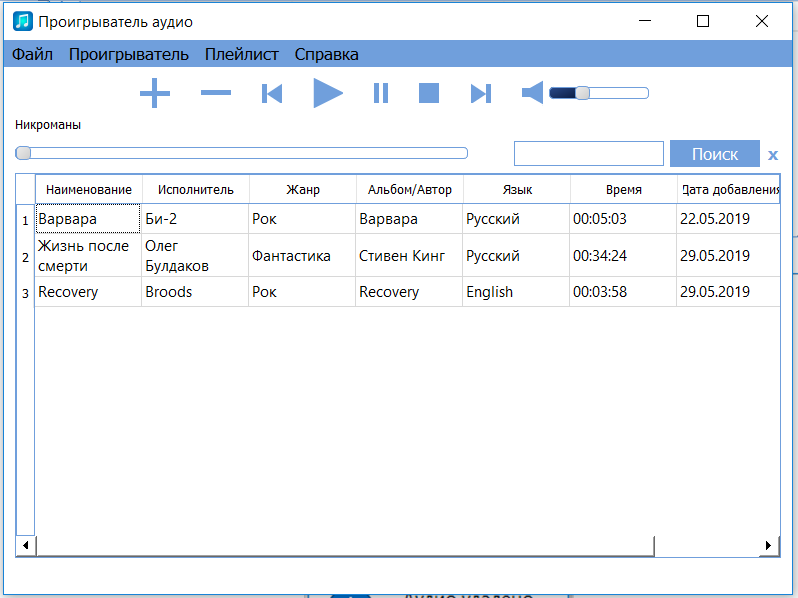 Проигрыватель аудио
Файл Проигрыватель Плейлист Справка
Никроманы
Поиск x
Наименование Исполнитель Жанр Альбом/Автор Язык Время Дата добавления
1 Варвара Би-2 Рок Варвара Русский 00:05:03 22.05.2019
2 Жизнь после смерти Олег Булдаков Фантастика Стивен Кинг Русский 00:34:24 29.05.2019
3 Recovery Broods Рок Recovery English 00:03:58 29.05.2019
Аудио удалено